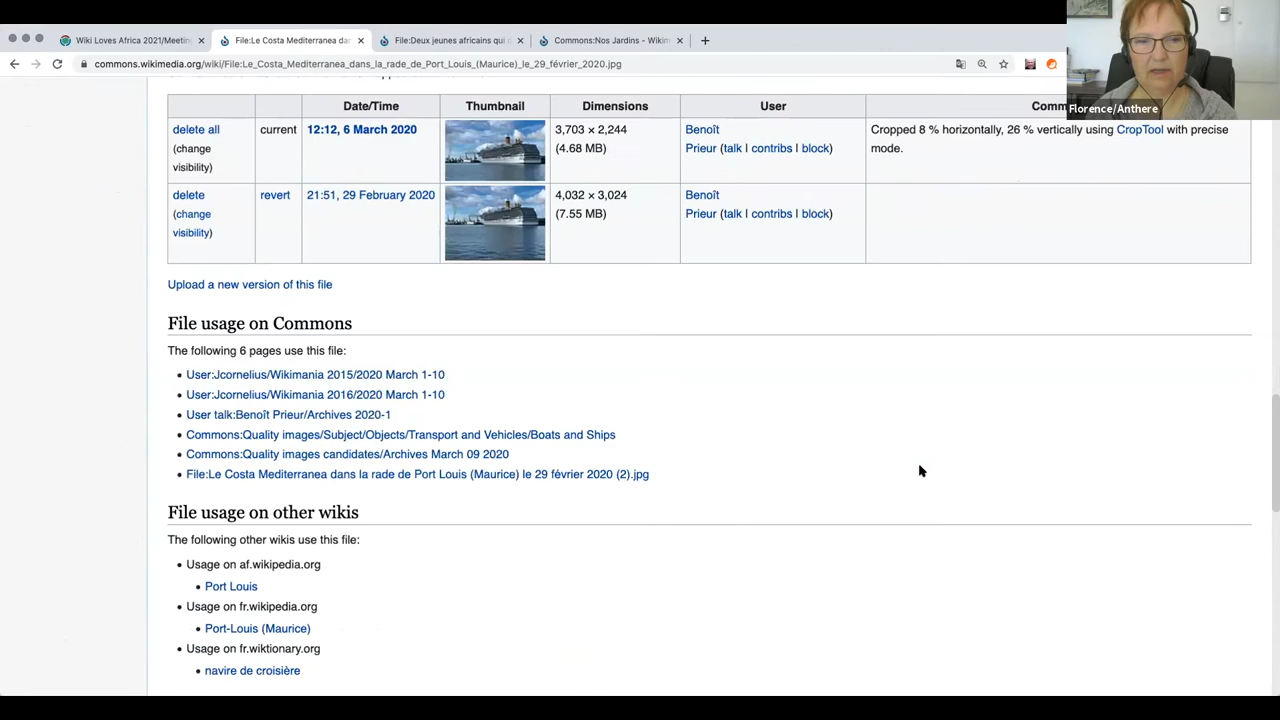 Wiki Loves Africa 2021/Meetin
File:Le Costa Mediterranea da
File:Deux jeunes africains qui
Commons:Nos Jardins - Wikim
commons.wikimedia.org/wiki/File:Le_Costa_Mediterranea_dans_la_rade_de_Port_Louis_(Maurice)_le_29_février_2020.jpg
Florence/Anthere
Date/Time Thumbnail Dimensions User Comm
delete all current 12:12, 6 March 2020 3,703 × 2,244 Benoît Cropped 8 % horizontally, 26 % vertically using CropTool with precise
(change (4.68 MB) Prieur (talk | contribs | block) mode.
visibility)
delete revert 21:51, 29 February 2020 4,032 × 3,024 Benoît
(change (7.55 MB) Prieur (talk | contribs | block)
visibility)
Upload a new version of this file
File usage on Commons
The following 6 pages use this file:
User:Jcornelius/Wikimania 2015/2020 March 1-10
User:Jcornelius/Wikimania 2016/2020 March 1-10
User talk:Benoît Prieur/Archives 2020-1
Commons:Quality images/Subject/Objects/Transport and Vehicles/Boats and Ships
Commons:Quality images candidates/Archives March 09 2020
File:Le Costa Mediterranea dans la rade de Port Louis (Maurice) le 29 février 2020 (2).jpg
File usage on other wikis
The following other wikis use this file:
Usage on af.wikipedia.org
Port Louis
Usage on fr.wikipedia.org
Port-Louis (Maurice)
Usage on fr.wiktionary.org
navire de croisière